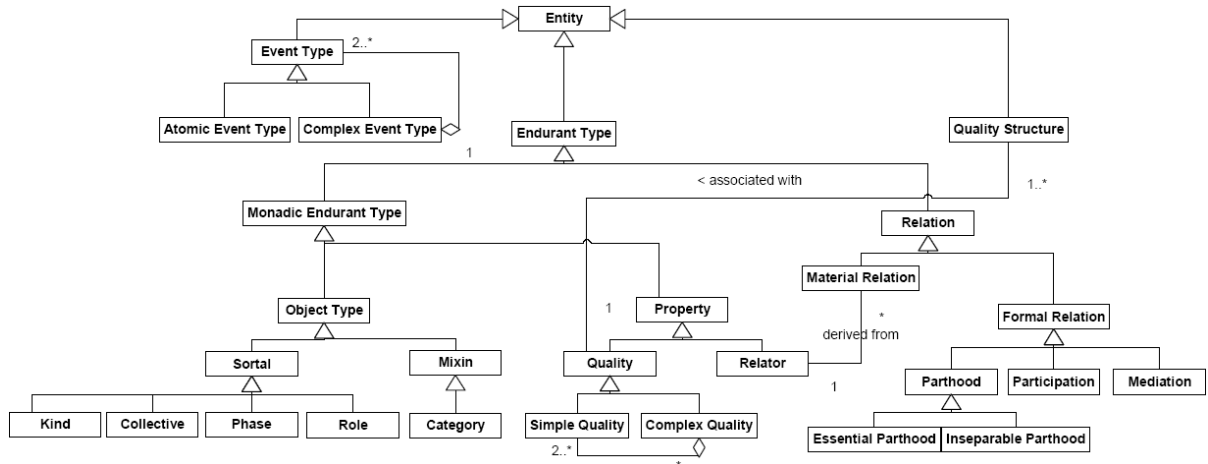 Entity
Event Type
2..*
Atomic Event Type
Complex Event Type
Endurant Type
Quality Structure
1
< associated with
1..*
Monadic Endurant Type
Relation
Material Relation
Object Type
1
Property
*
Formal Relation
derived from
Sortal
Mixin
Quality
Relator
1
Parthood
Participation
Mediation
Kind
Collective
Phase
Role
Category
Simple Quality
Complex Quality
Essential Parthood
Inseparable Parthood
2..*
*